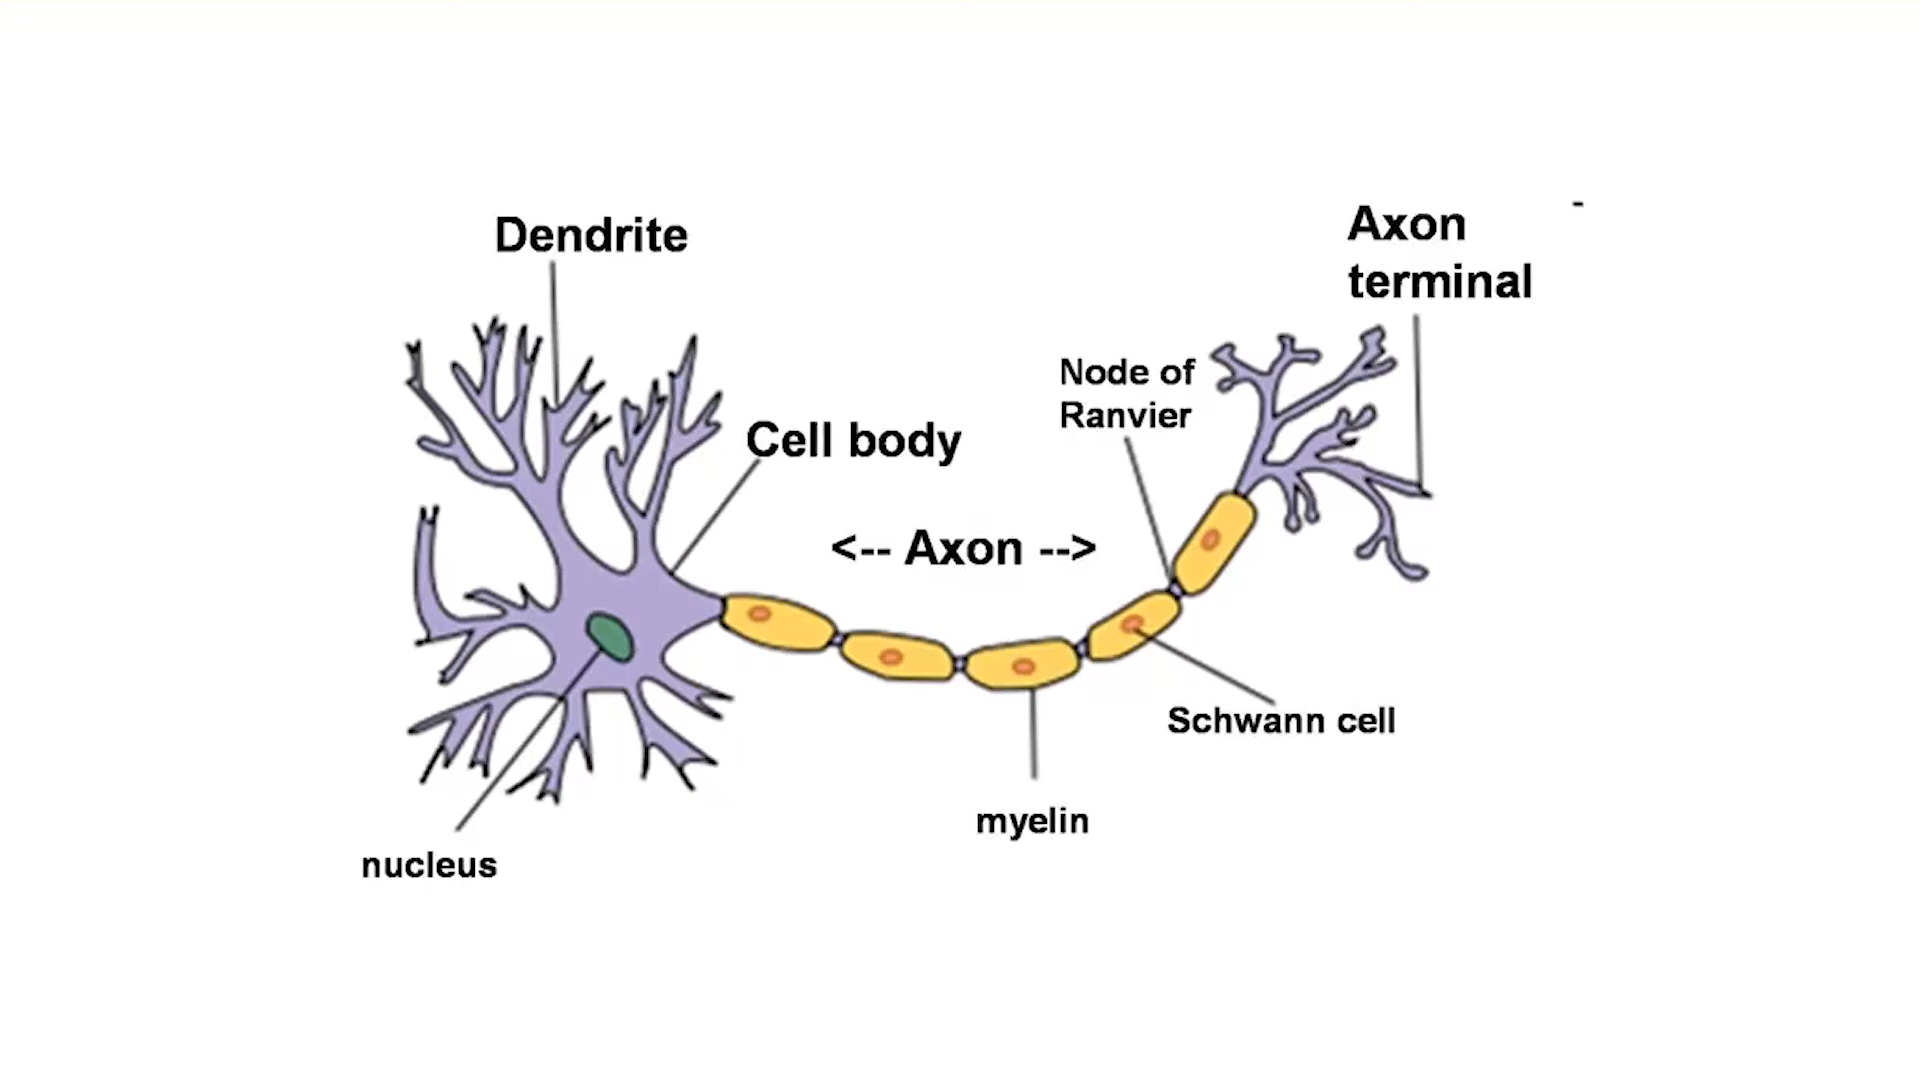 Dendrite
Axon
terminal
Node of
Ranvier
Cell body
<-- Axon -->
Schwann cell
myelin
nucleus